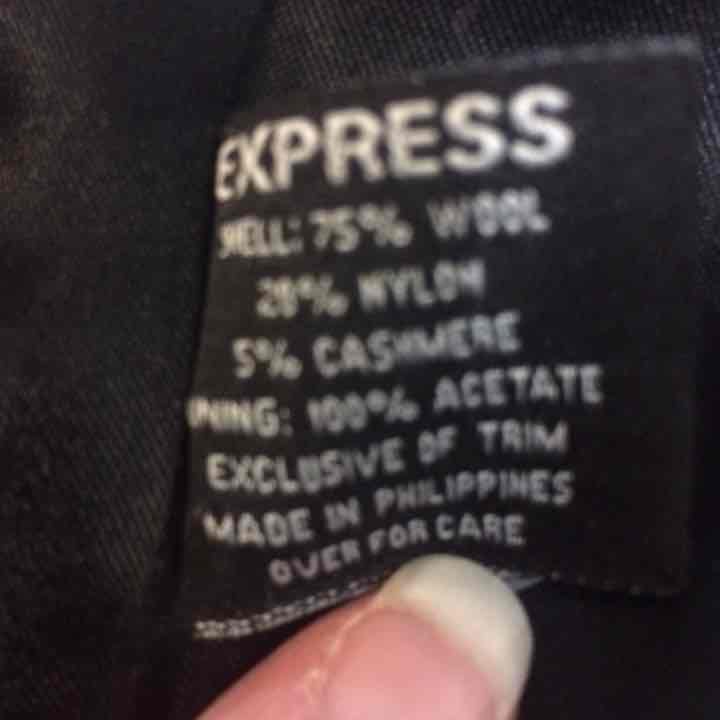 EXPRESS
SHELL: 75% WOOL
20% NYLON
5% CASHMERE
INING: 100% ACETATE
EXCLUSIVE OF TRIM
MADE IN PHILIPPINES
OVER FOR CARE